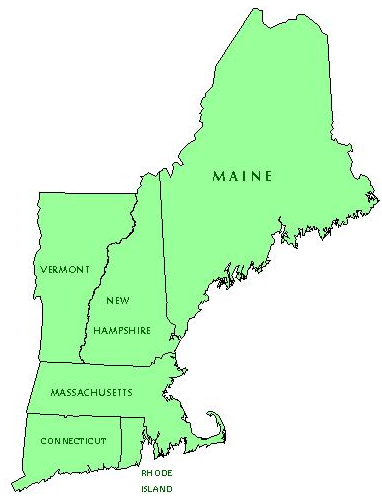 MAINE
VERMONT
NEW
HAMPSHIRE
MASSACHUSETTS
CONNECTICUT
RHODE
ISLAND